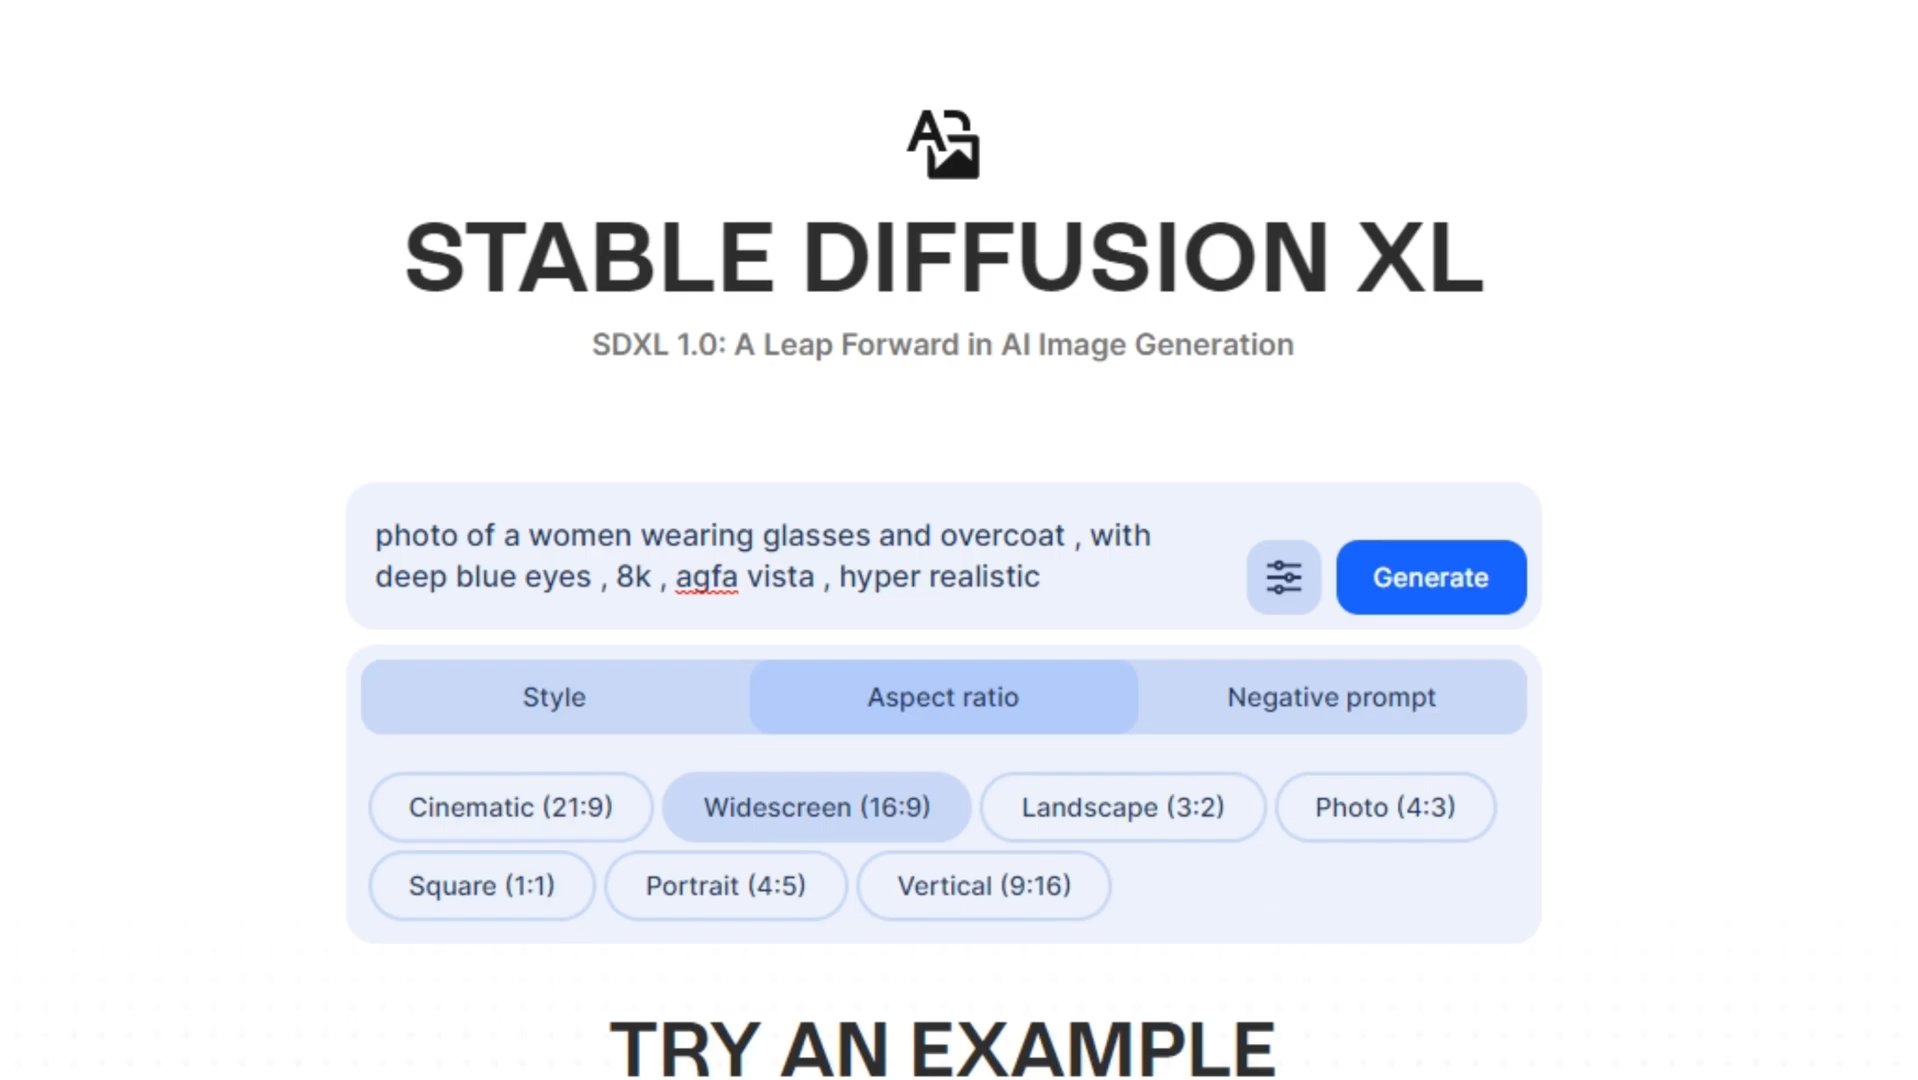 STABLE DIFFUSION XL
SDXL 1.0: A Leap Forward in AI Image Generation
photo of a women wearing glasses and overcoat , with
deep blue eyes , 8k , agfa vista , hyper realistic
Generate
Style
Aspect ratio
Negative prompt
Cinematic (21:9)
Widescreen (16:9)
Landscape (3:2)
Photo (4:3)
Square (1:1)
Portrait (4:5)
Vertical (9:16)
TRY AN EXAMPLE